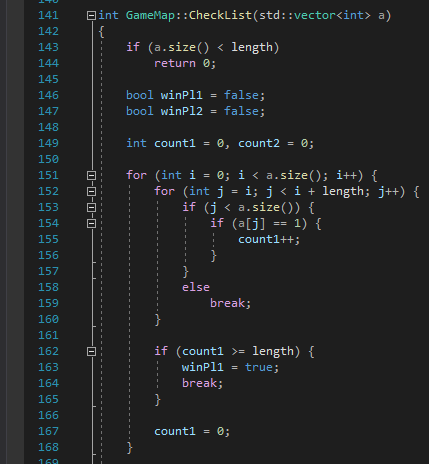 141 int GameMap::CheckList(std::vector<int> a)
142 {
143 if (a.size() < length)
144 return 0;
145
146 bool winPl1 = false;
147 bool winPl2 = false;
148
149 int count1 = 0, count2 = 0;
150
151 for (int i = 0; i < a.size(); i++) {
152 for (int j = i; j < i + length; j++) {
153 if (j < a.size()) {
154 if (a[j] == 1) {
155 count1++;
156 }
157 }
158 else
159 break;
160 }
161
162 if (count1 >= length) {
163 winPl1 = true;
164 break;
165 }
166
167 count1 = 0;
168 }